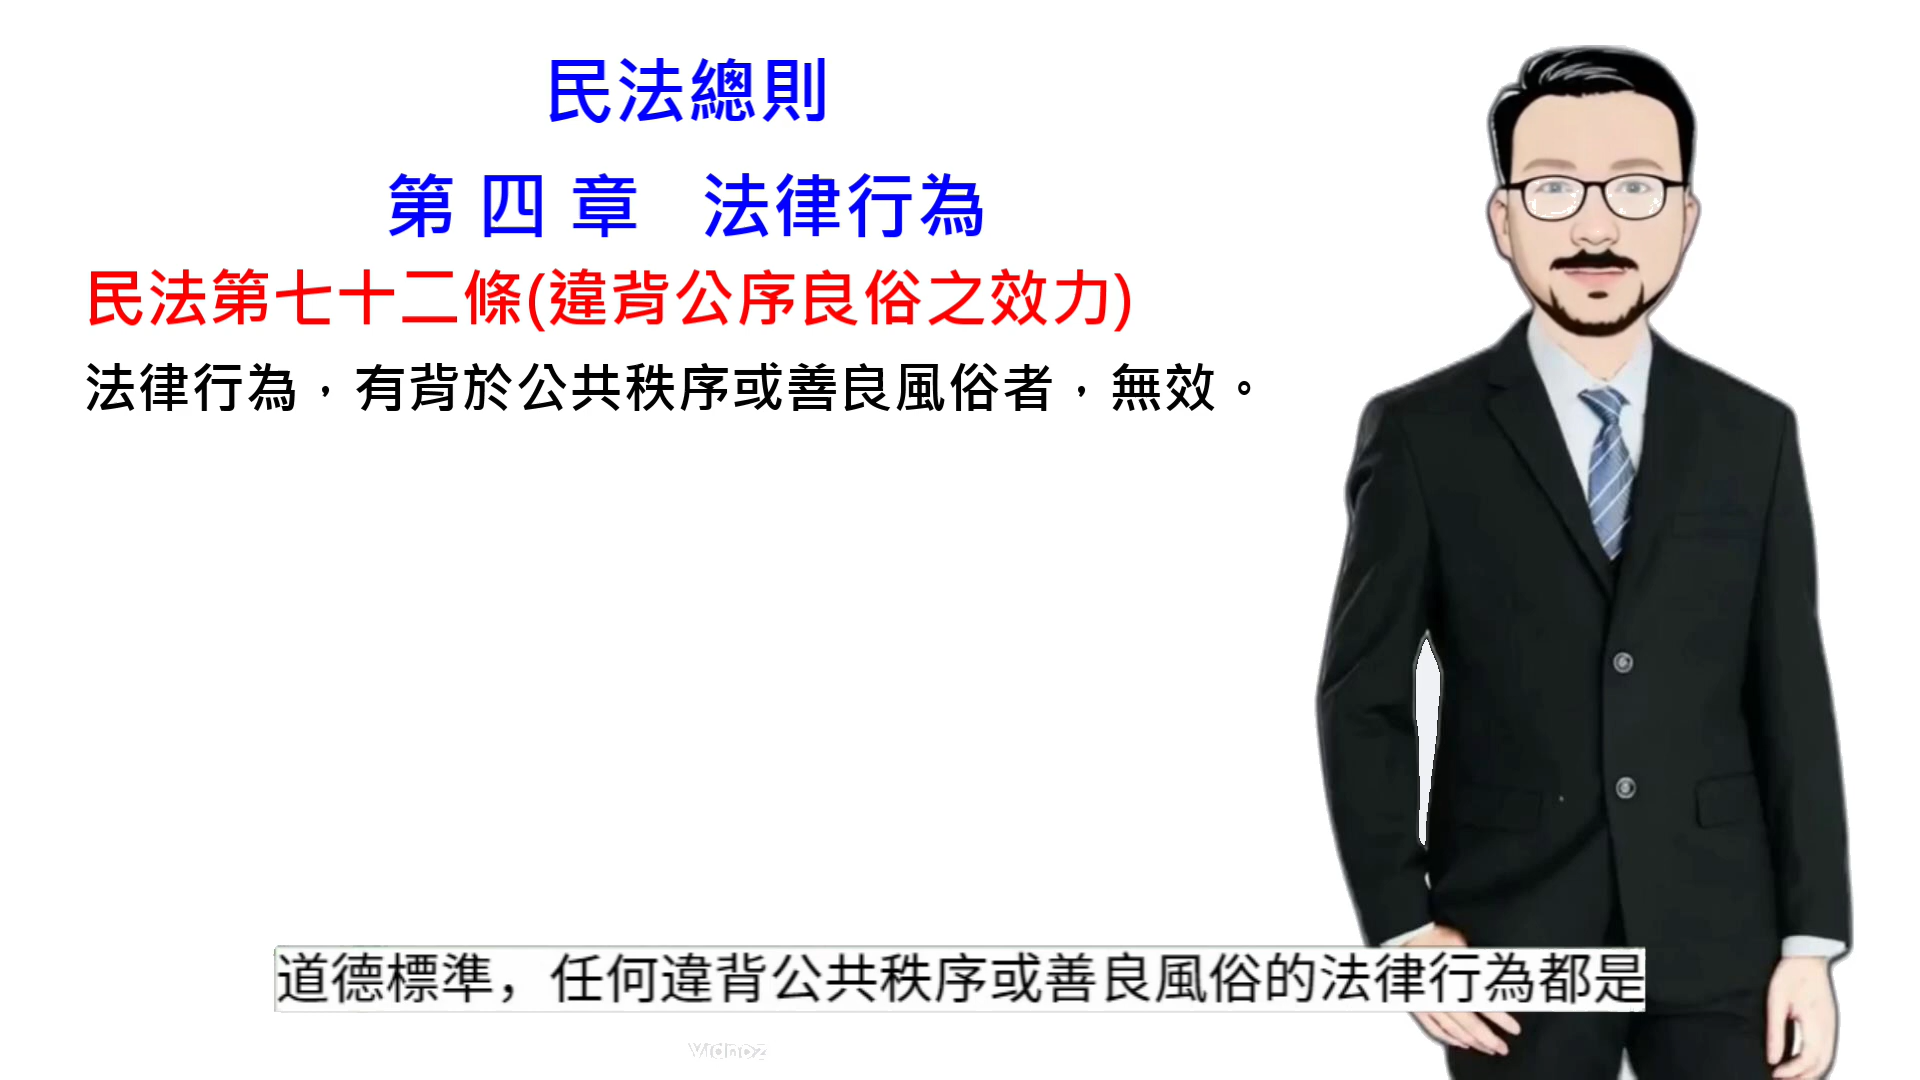 民法總則
第四章 法律行為
民法第七十二條(違背公序良俗之效力)
法律行為，有背於公共秩序或善良風俗者，無效。
道德標準，任何違背公共秩序或善良風俗的法律行為都是
Vidnoz